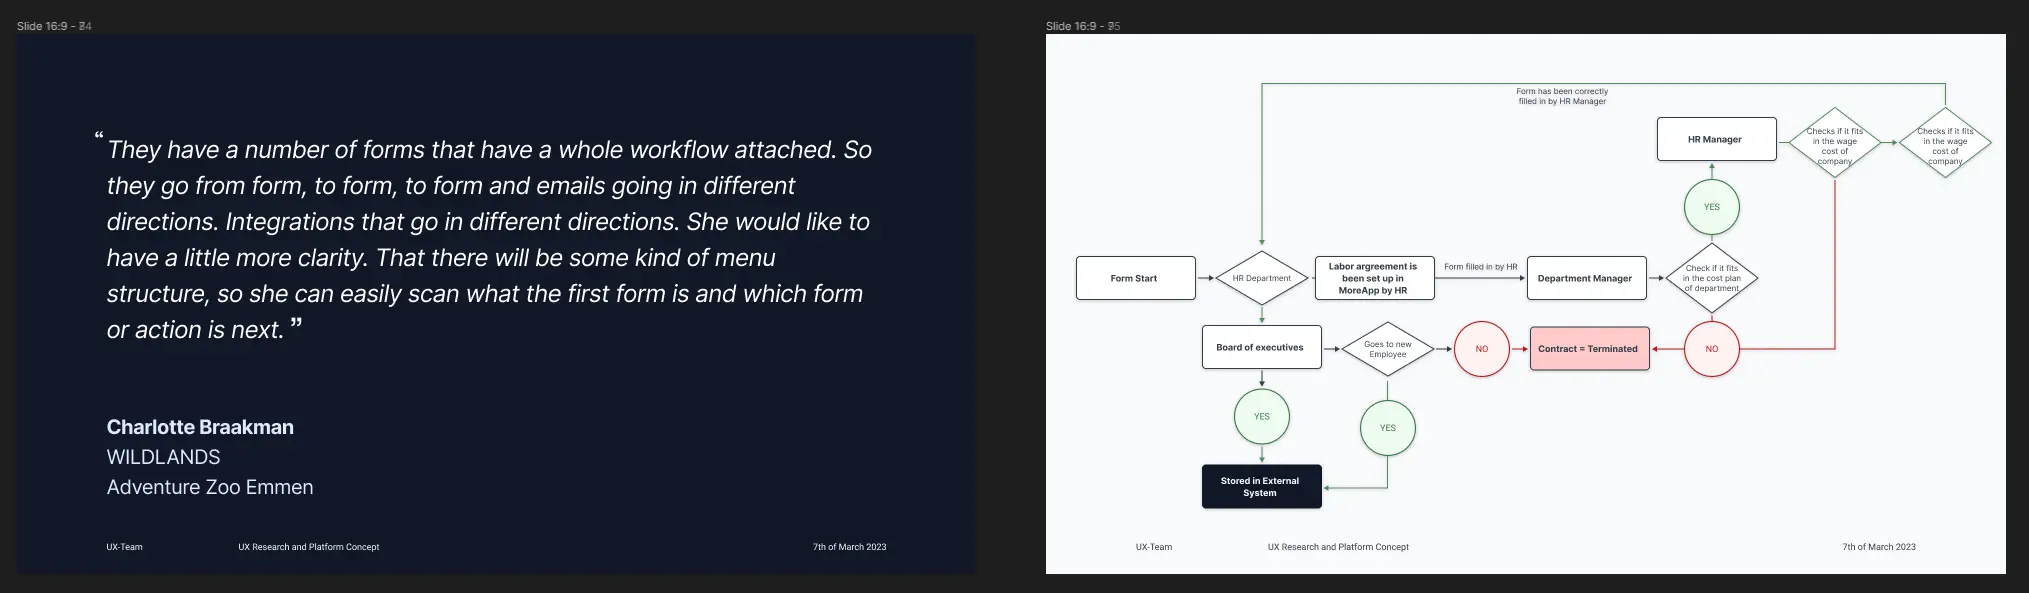 Slide 16:9 -
“
They have a number of forms that have a whole workflow attached. So
they go from form, to form, to form and emails going in different
directions. Integrations that go in different directions. She would like to
have a little more clarity. That there will be some kind of menu
structure, so she can easily scan what the first form is and which form
or action is next. ”
Charlotte Braakman
WILDLANDS
Adventure Zoo Emmen
UX-Team
UX Research and Platform Concept
7th of March 2023
Slide 16:9 -
Form has been correctly
filled in by HR Manager
HR Manager
Checks if it fits
in the wage
cost of
company
Checks if it fits
in the wage
cost of
company
YES
Form Start
HR Department
Labor argreement is
been set up in
MoreApp by HR
Form filled in by HR
Department Manager
Check if it fits
in the cost plan
of department
Board of executives
Goes to new
Employee
NO
Contract = Terminated
NO
YES
YES
Stored in External
System
UX-Team
UX Research and Platform Concept
7th of March 2023